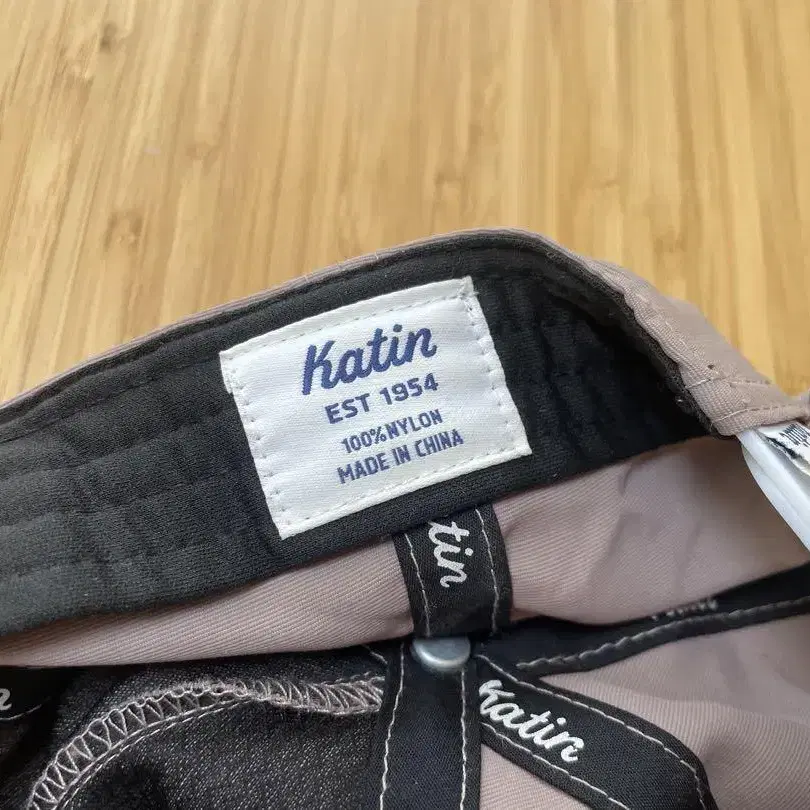 Katin
EST 1954
100% NYLON
MADE IN CHINA
tin
Katin